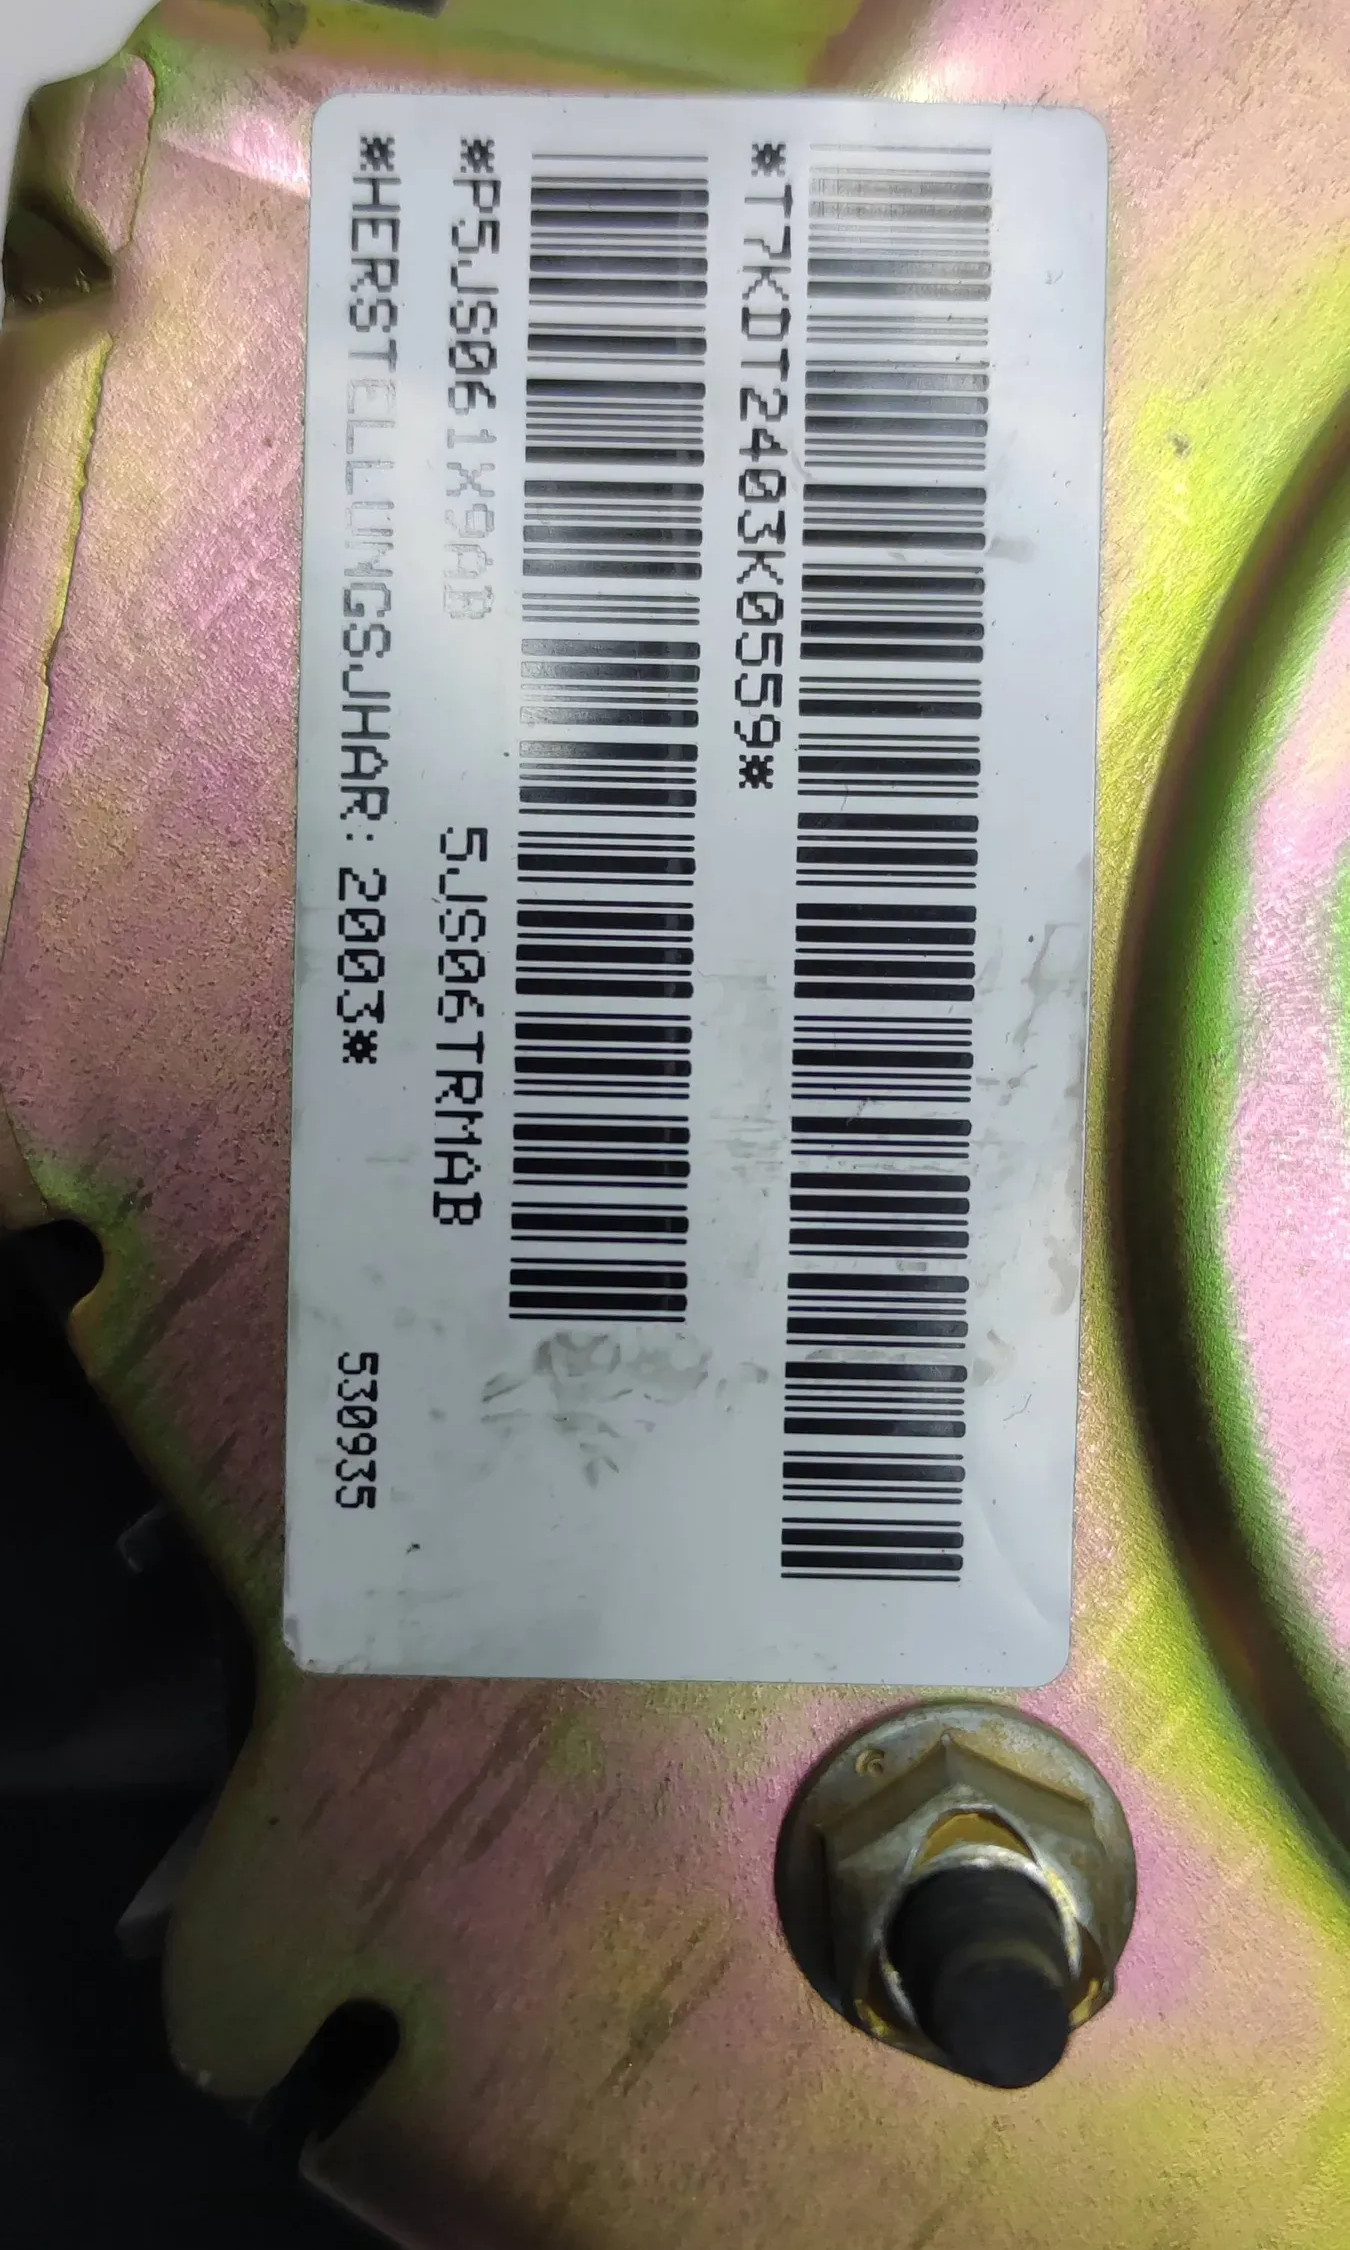 *T7KDT2403K0559*
*P5JS061X9AB 5JS06TRMAB
*HERSTELLUNGSJHAR: 2003* 530935